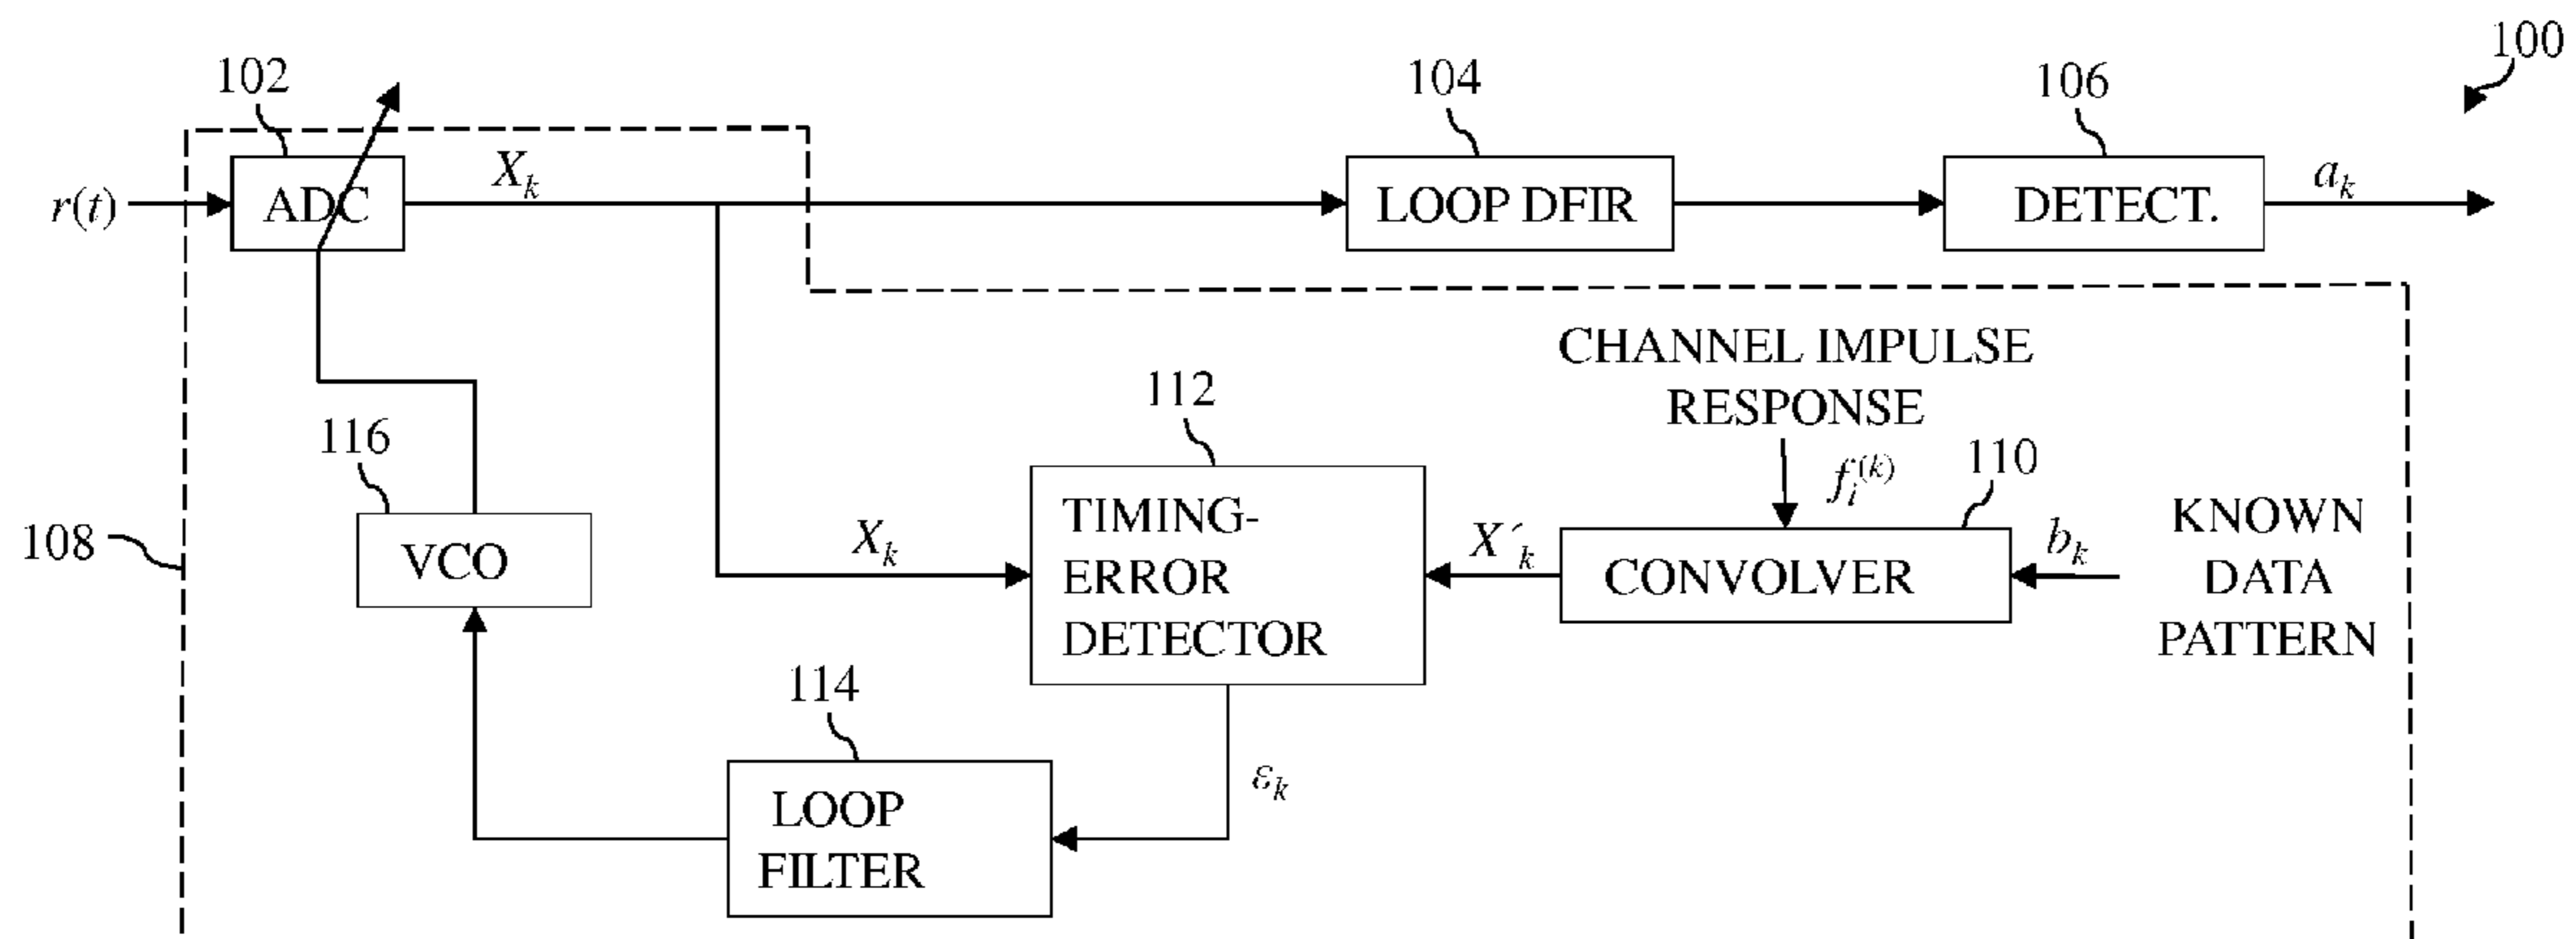 100
102
104
106
r(t)
ADC
X_k
LOOP DFIR
DETECT.
a_k
CHANNEL IMPULSE
RESPONSE
f_i^(k)
116
112
110
108
VCO
X_k
TIMING-
ERROR
DETECTOR
X´_k
CONVOLVER
b_k
KNOWN
DATA
PATTERN
114
LOOP
FILTER
ε_k